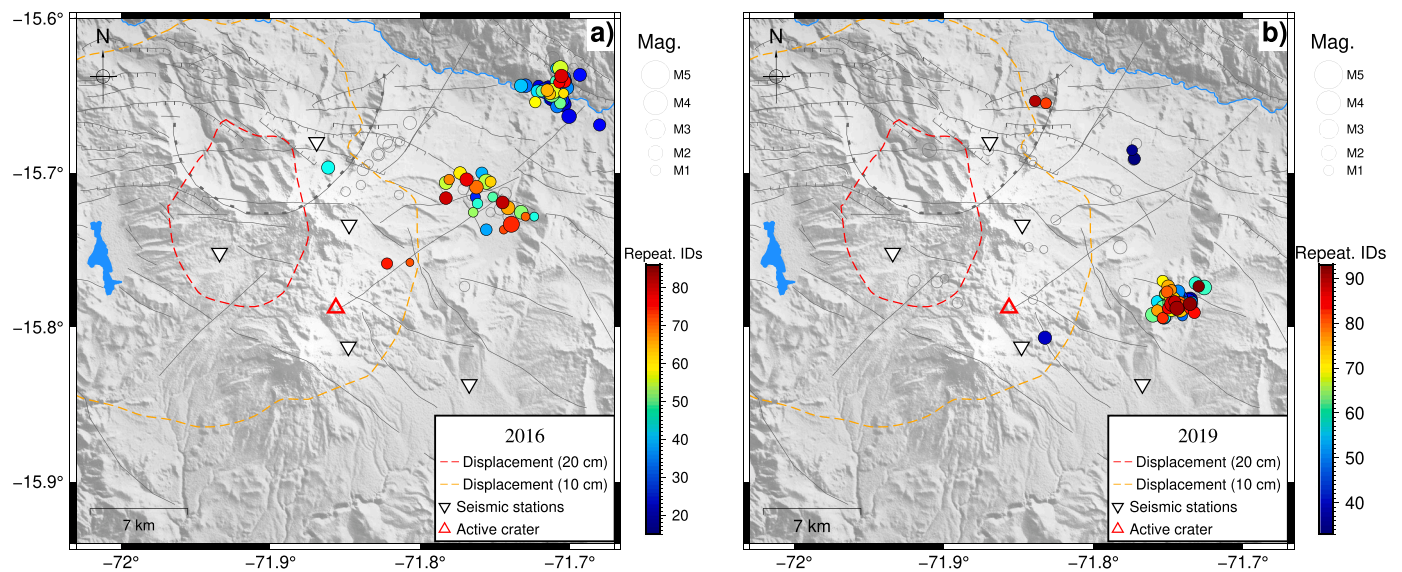 −15.6°
−15.7°
−15.8°
−15.9°
−72°
−71.9°
−71.8°
−71.7°
N
a)
7 km
2016
Displacement (20 cm)
Displacement (10 cm)
Seismic stations
Active crater
Mag.
M5
M4
M3
M2
M1
Repeat. IDs
80
70
60
50
40
30
20
N
b)
7 km
2019
Displacement (20 cm)
Displacement (10 cm)
Seismic stations
Active crater
−72°
−71.9°
−71.8°
−71.7°
Mag.
M5
M4
M3
M2
M1
Repeat. IDs
90
80
70
60
50
40